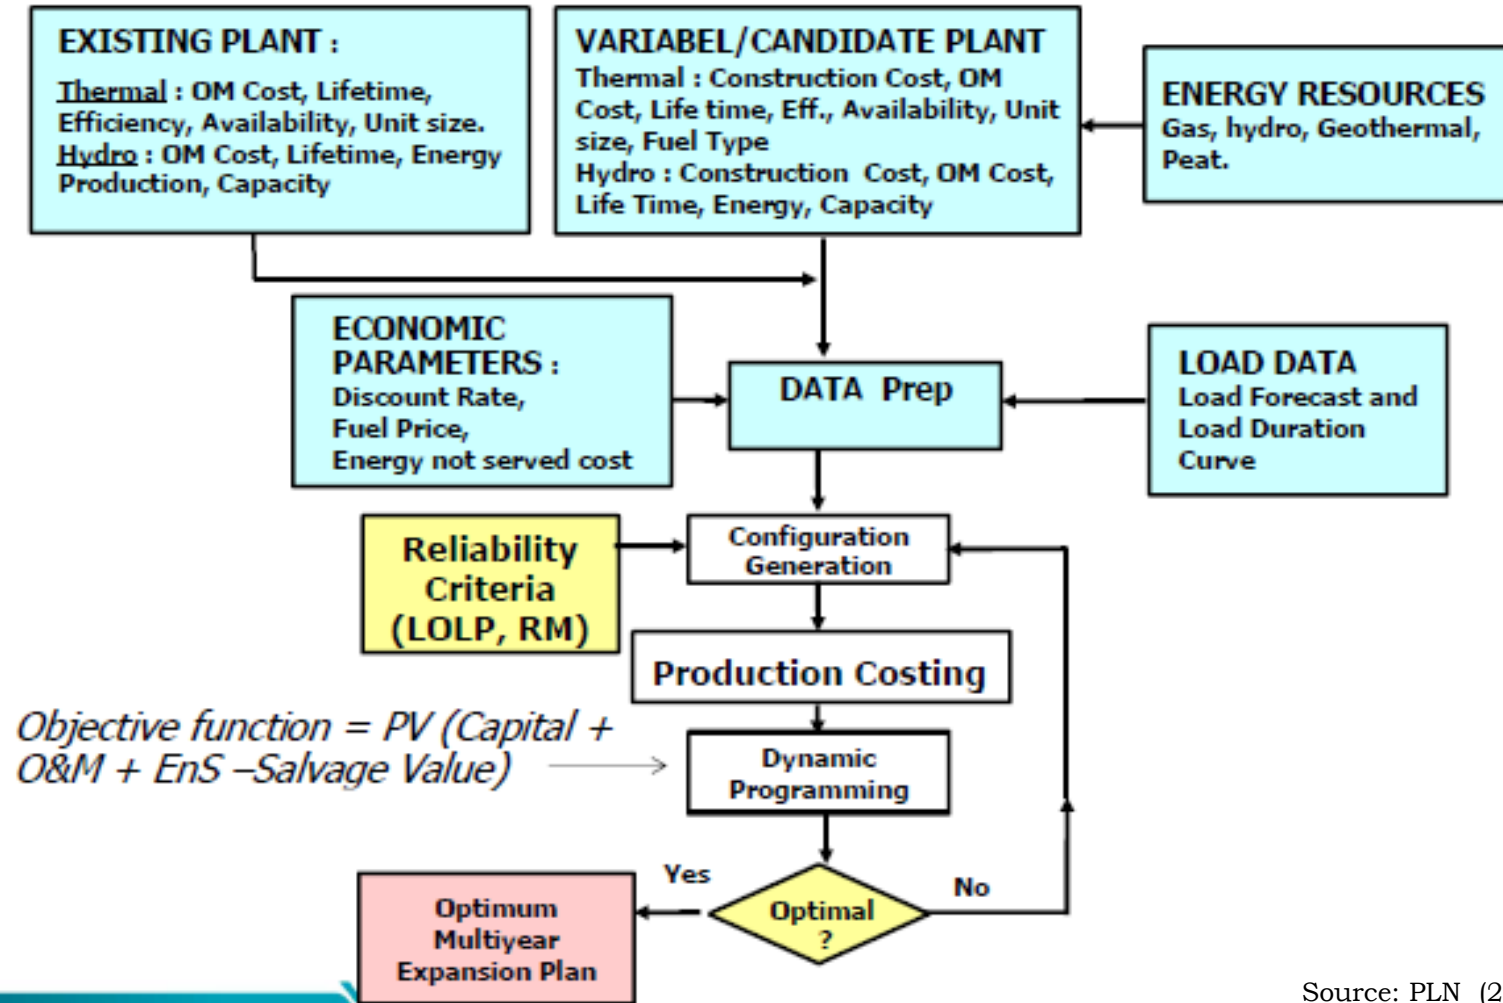 EXISTING PLANT :
Thermal : OM Cost, Lifetime,
Efficiency, Availability, Unit size.
Hydro : OM Cost, Lifetime, Energy
Production, Capacity
VARIABEL/CANDIDATE PLANT
Thermal : Construction Cost, OM
Cost, Life time, Eff., Availability, Unit
size, Fuel Type
Hydro : Construction Cost, OM Cost,
Life Time, Energy, Capacity
ENERGY RESOURCES
Gas, hydro, Geothermal,
Peat.
ECONOMIC
PARAMETERS :
Discount Rate,
Fuel Price,
Energy not served cost
DATA Prep
LOAD DATA
Load Forecast and
Load Duration
Curve
Reliability
Criteria
(LOLP, RM)
Configuration
Generation
Production Costing
Objective function = PV (Capital +
O&M + EnS –Salvage Value)
Dynamic
Programming
Yes
Optimal
?
No
Optimum
Multiyear
Expansion Plan
Source: PLN (2